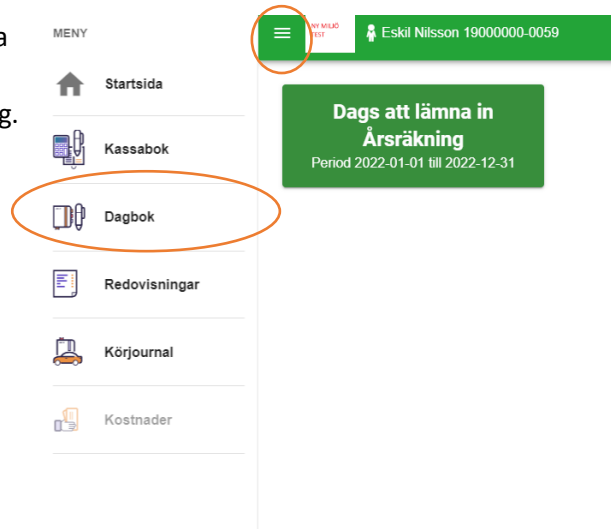 a
g.
MENY
Startsida
Kassabok
Dagbok
Redovisningar
Körjournal
Kostnader
NY MILJÖ
TEST
Eskil Nilsson 19000000-0059
Dags att lämna in
Årsräkning
Period 2022-01-01 till 2022-12-31